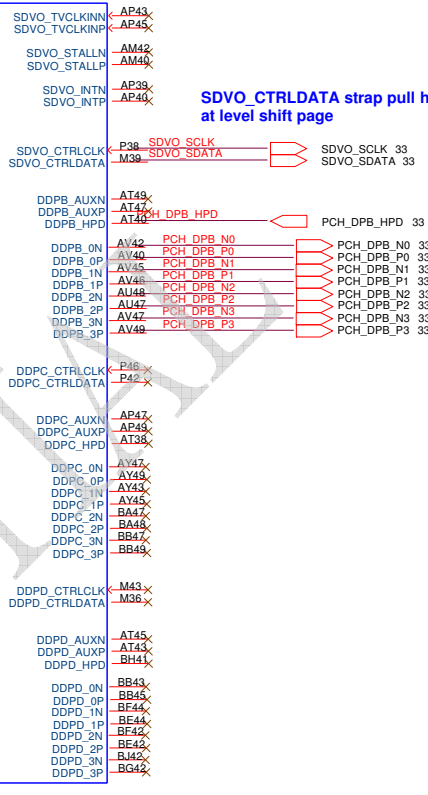 SDVO_TVCLKINN AP43
SDVO_TVCLKINP AP45
SDVO_STALLN AM42
SDVO_STALLP AM40
SDVO_INTN AP39
SDVO_INTP AP40
SDVO_CTRLDATA strap pull h
at level shift page
SDVO_CTRLCLK P38 SDVO_SCLK SDVO_SCLK 33
SDVO_CTRLDATA M39 SDVO_SDATA SDVO_SDATA 33
DDPB_AUXN AT49
DDPB_AUXP AT47
DDPB_HPD AT40 PCH_DPB_HPD PCH_DPB_HPD 33
DDPB_0N AV42 PCH_DPB_N0 PCH_DPB_N0 33
DDPB_0P AV40 PCH_DPB_P0 PCH_DPB_P0 33
DDPB_1N AV45 PCH_DPB_N1 PCH_DPB_N1 33
DDPB_1P AV46 PCH_DPB_P1 PCH_DPB_P1 33
DDPB_2N AU48 PCH_DPB_N2 PCH_DPB_N2 33
DDPB_2P AU47 PCH_DPB_P2 PCH_DPB_P2 33
DDPB_3N AV47 PCH_DPB_N3 PCH_DPB_N3 33
DDPB_3P AV49 PCH_DPB_P3 PCH_DPB_P3 33
DDPC_CTRLCLK P46
DDPC_CTRLDATA P42
DDPC_AUXN AP47
DDPC_AUXP AP49
DDPC_HPD AT38
DDPC_0N AY47
DDPC_0P AY49
DDPC_1N AY43
DDPC_1P AY45
DDPC_2N BA47
DDPC_2P BA48
DDPC_3N BB47
DDPC_3P BB49
DDPD_CTRLCLK M43
DDPD_CTRLDATA M36
DDPD_AUXN AT45
DDPD_AUXP AT43
DDPD_HPD BH41
DDPD_0N BB43
DDPD_0P BB45
DDPD_1N BF44
DDPD_1P BE44
DDPD_2N BF42
DDPD_2P BE42
DDPD_3N BJ42
DDPD_3P BG42